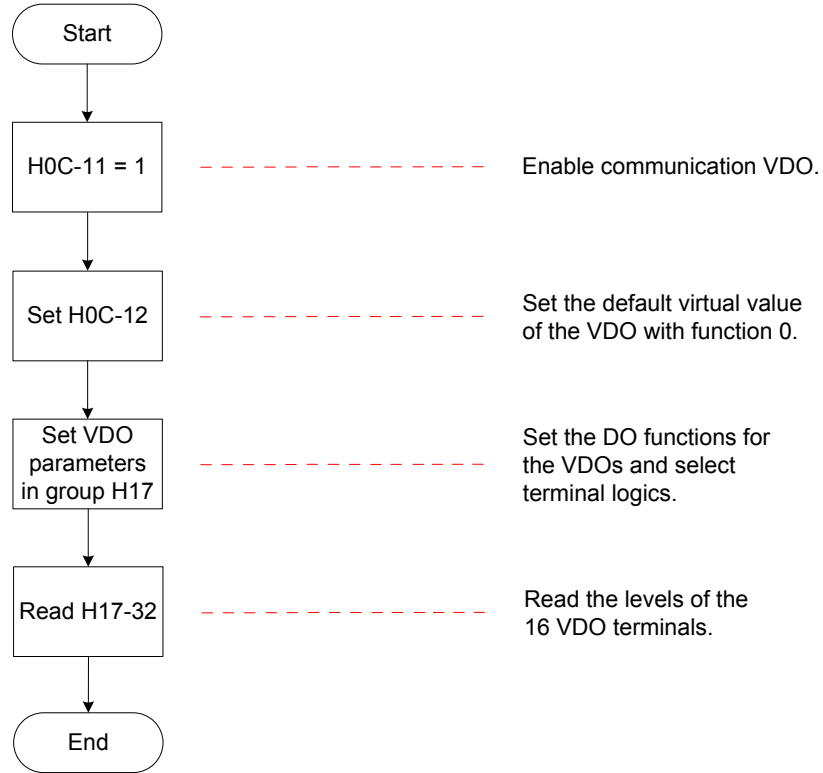 Start
H0C-11 = 1
Enable communication VDO.
Set H0C-12
Set the default virtual value
of the VDO with function 0.
Set VDO
parameters
in group H17
Set the DO functions for
the VDOs and select
terminal logics.
Read H17-32
Read the levels of the
16 VDO terminals.
End